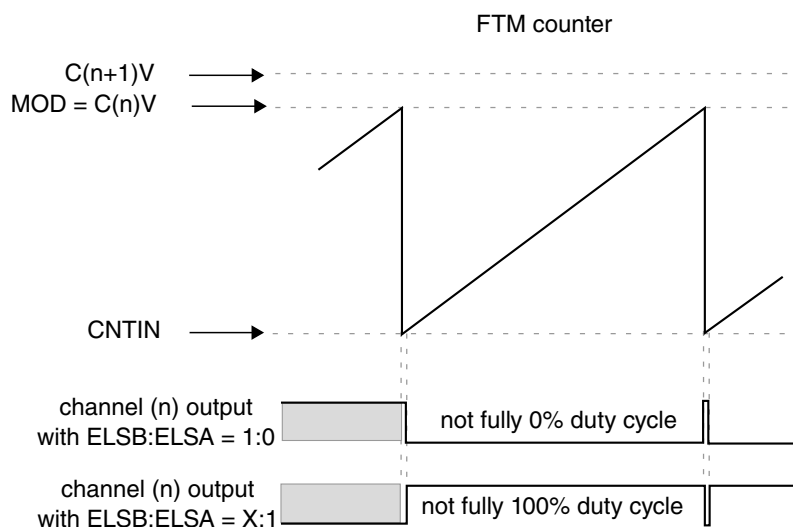 FTM counter
C(n+1)V
MOD = C(n)V
CNTIN
channel (n) output
with ELSB:ELSA = 1:0
not fully 0% duty cycle
channel (n) output
with ELSB:ELSA = X:1
not fully 100% duty cycle